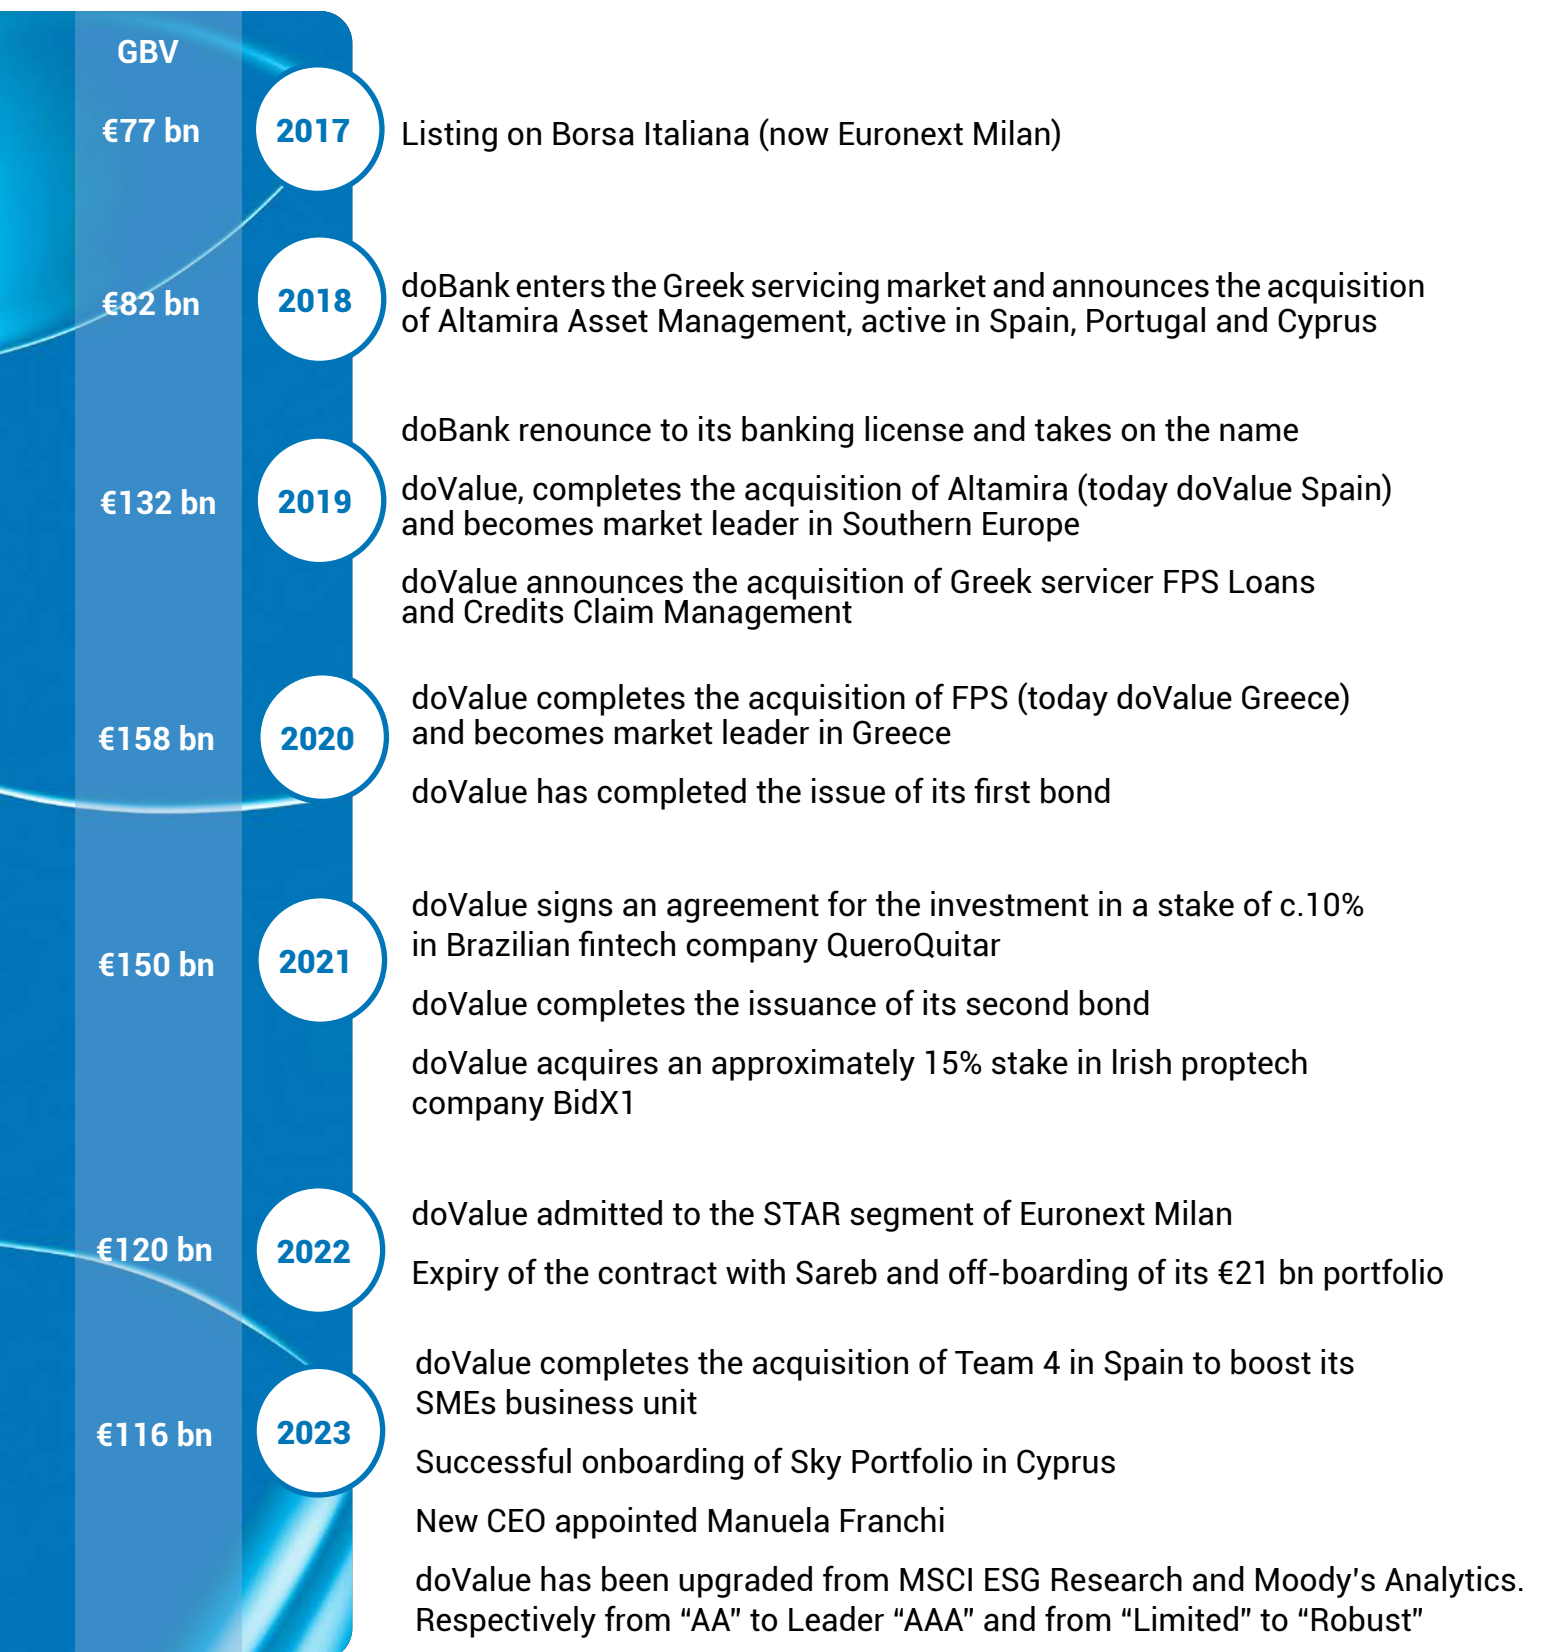 GBV
€77 bn
2017
Listing on Borsa Italiana (now Euronext Milan)
€82 bn
2018
doBank enters the Greek servicing market and announces the acquisition
of Altamira Asset Management, active in Spain, Portugal and Cyprus
€132 bn
2019
doBank renounce to its banking license and takes on the name
doValue, completes the acquisition of Altamira (today doValue Spain)
and becomes market leader in Southern Europe
doValue announces the acquisition of Greek servicer FPS Loans
and Credits Claim Management
€158 bn
2020
doValue completes the acquisition of FPS (today doValue Greece)
and becomes market leader in Greece
doValue has completed the issue of its first bond
€150 bn
2021
doValue signs an agreement for the investment in a stake of c.10%
in Brazilian fintech company QueroQuitar
doValue completes the issuance of its second bond
doValue acquires an approximately 15% stake in lrish proptech
company BidX1
€120 bn
2022
doValue admitted to the STAR segment of Euronext Milan
Expiry of the contract with Sareb and off-boarding of its €21 bn portfolio
€116 bn
2023
doValue completes the acquisition of Team 4 in Spain to boost its
SMEs business unit
Successful onboarding of Sky Portfolio in Cyprus
New CEO appointed Manuela Franchi
doValue has been upgraded from MSCI ESG Research and Moody's Analytics.
Respectively from “AA” to Leader “AAA” and from “Limited” to “Robust”